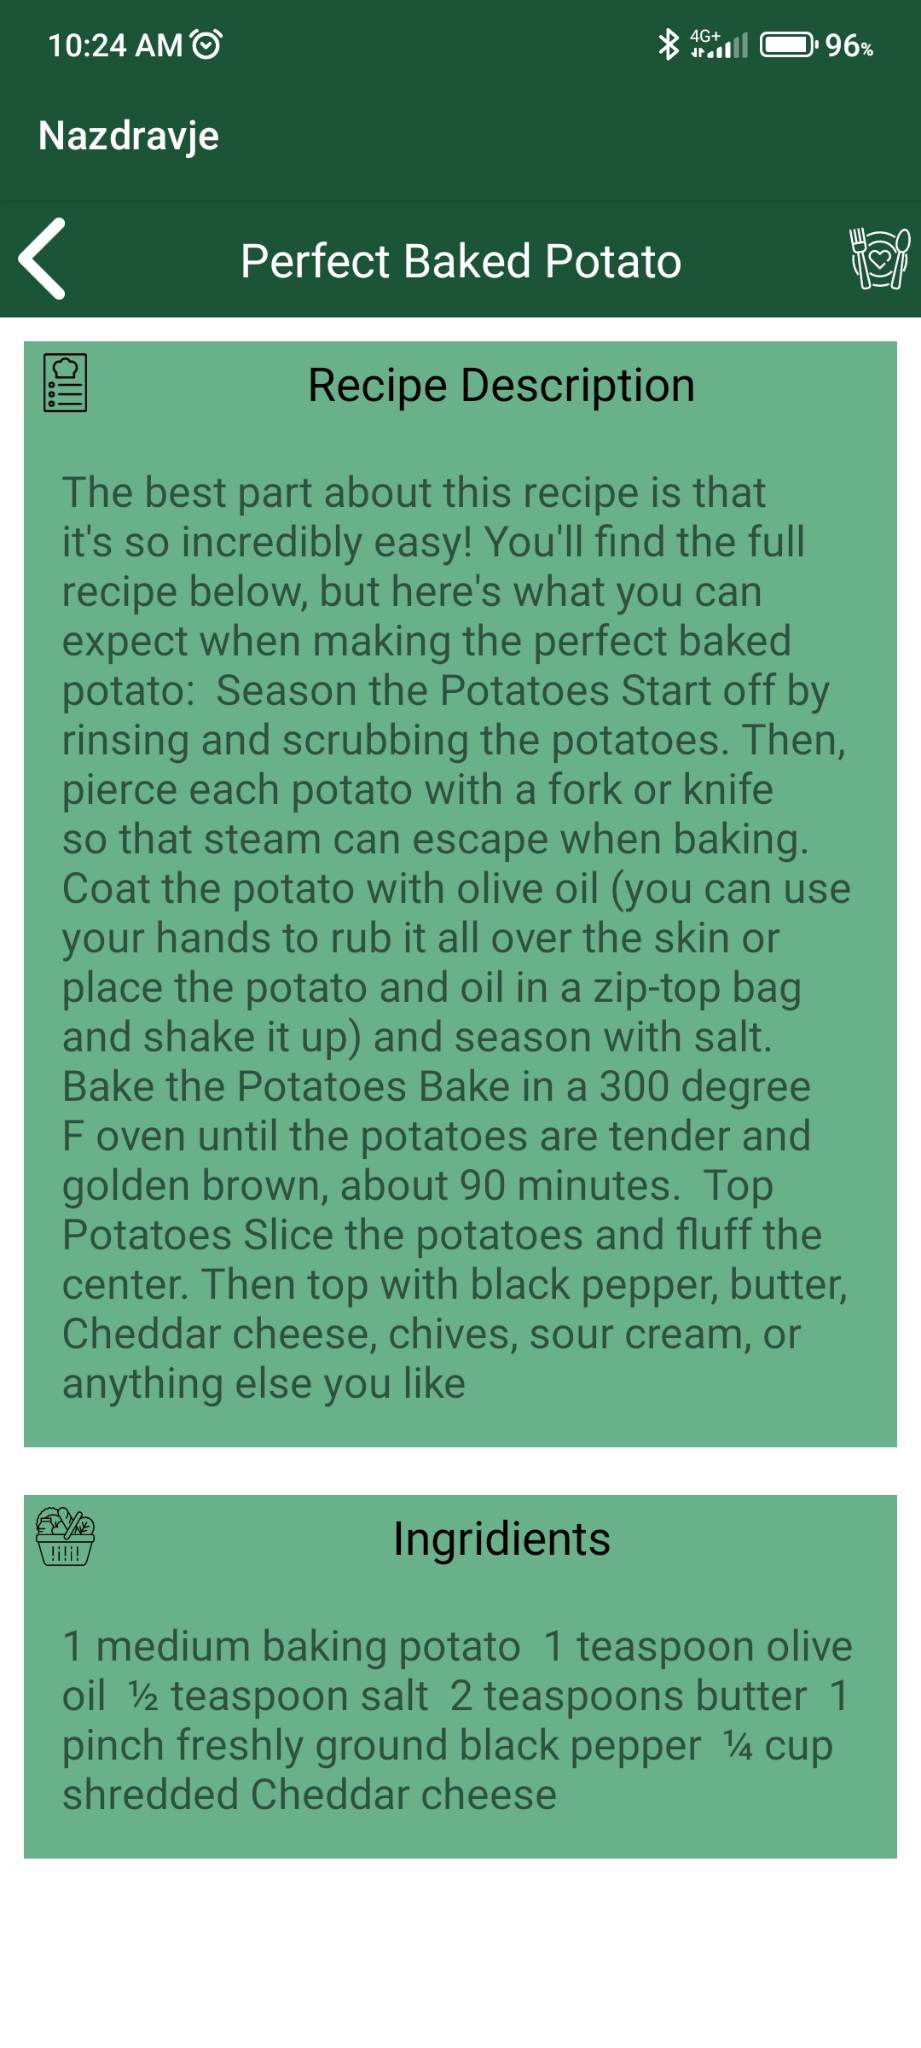 10:24 AM
4G+
96%
Nazdravje
Perfect Baked Potato
Recipe Description
The best part about this recipe is that
it's so incredibly easy! You'll find the full
recipe below, but here's what you can
expect when making the perfect baked
potato:  Season the Potatoes Start off by
rinsing and scrubbing the potatoes. Then,
pierce each potato with a fork or knife
so that steam can escape when baking.
Coat the potato with olive oil (you can use
your hands to rub it all over the skin or
place the potato and oil in a zip-top bag
and shake it up) and season with salt.
Bake the Potatoes Bake in a 300 degree
F oven until the potatoes are tender and
golden brown, about 90 minutes.  Top
Potatoes Slice the potatoes and fluff the
center. Then top with black pepper, butter,
Cheddar cheese, chives, sour cream, or
anything else you like
Ingridients
1 medium baking potato  1 teaspoon olive
oil  ½ teaspoon salt  2 teaspoons butter  1
pinch freshly ground black pepper  ¼ cup
shredded Cheddar cheese